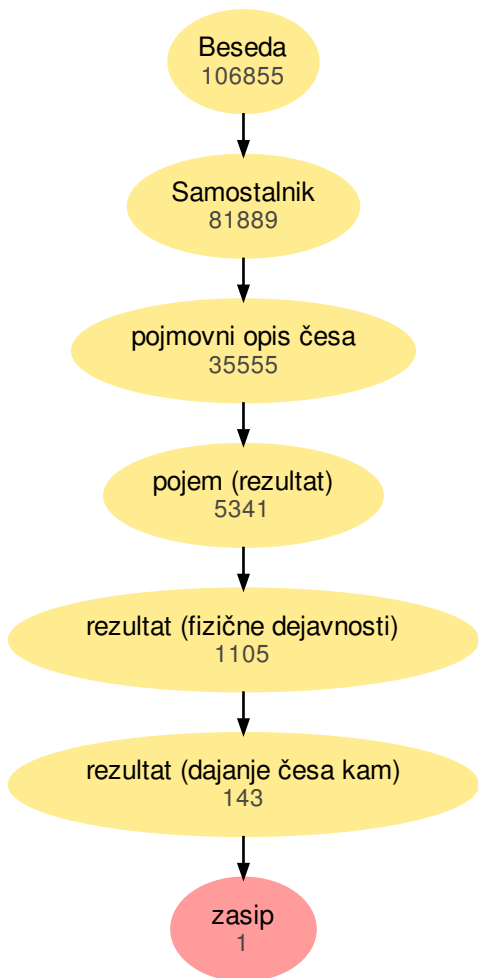 Beseda
106855
Samostalnik
81889
pojmovni opis česa
35555
pojem (rezultat)
5341
rezultat (fizične dejavnosti)
1105
rezultat (dajanje česa kam)
143
zasip
1